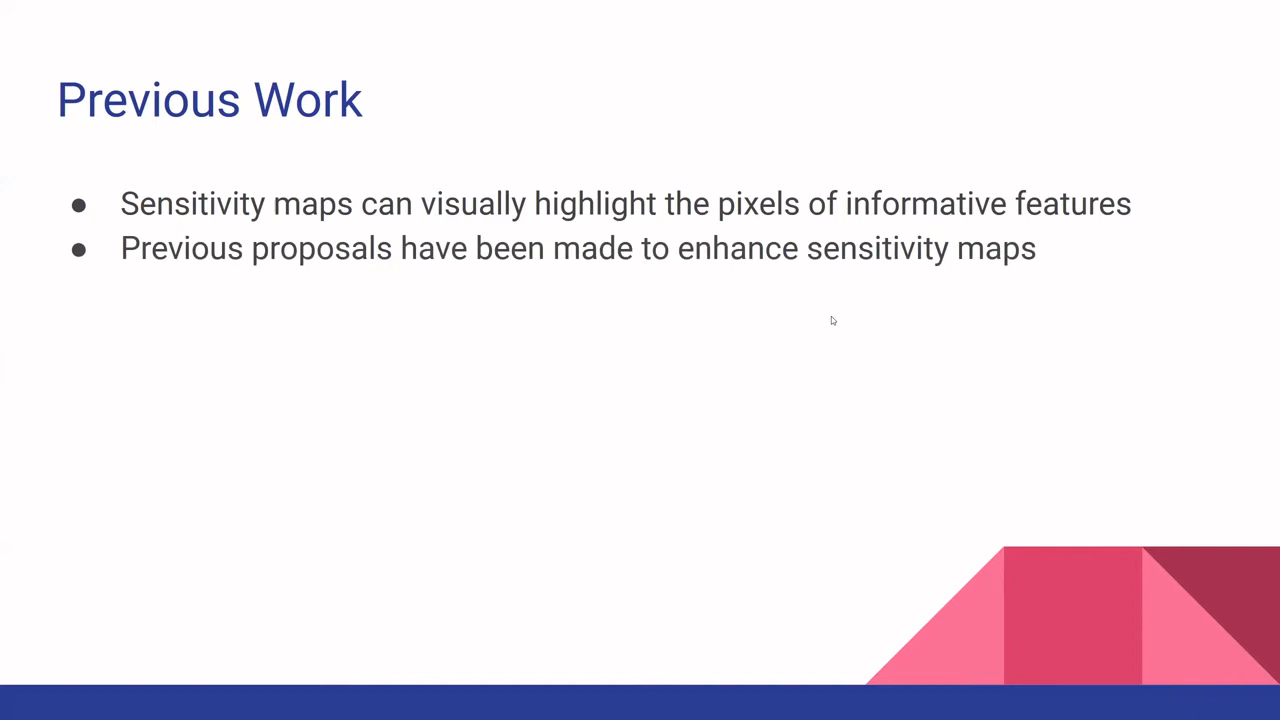 Previous Work
● Sensitivity maps can visually highlight the pixels of informative features
● Previous proposals have been made to enhance sensitivity maps